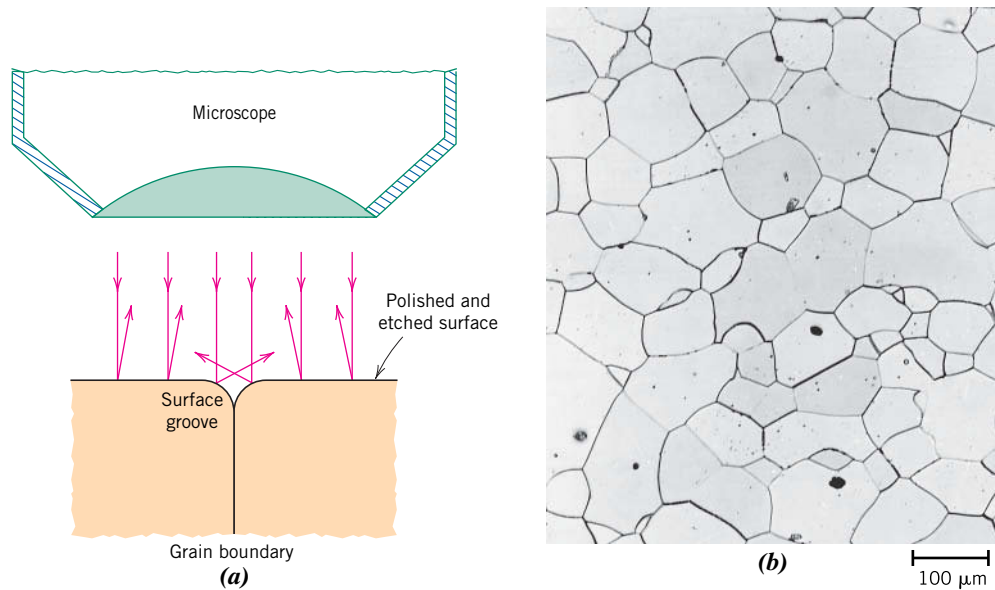 Microscope
Polished and
etched surface
Surface
groove
Grain boundary
(a)
(b)
100 μm